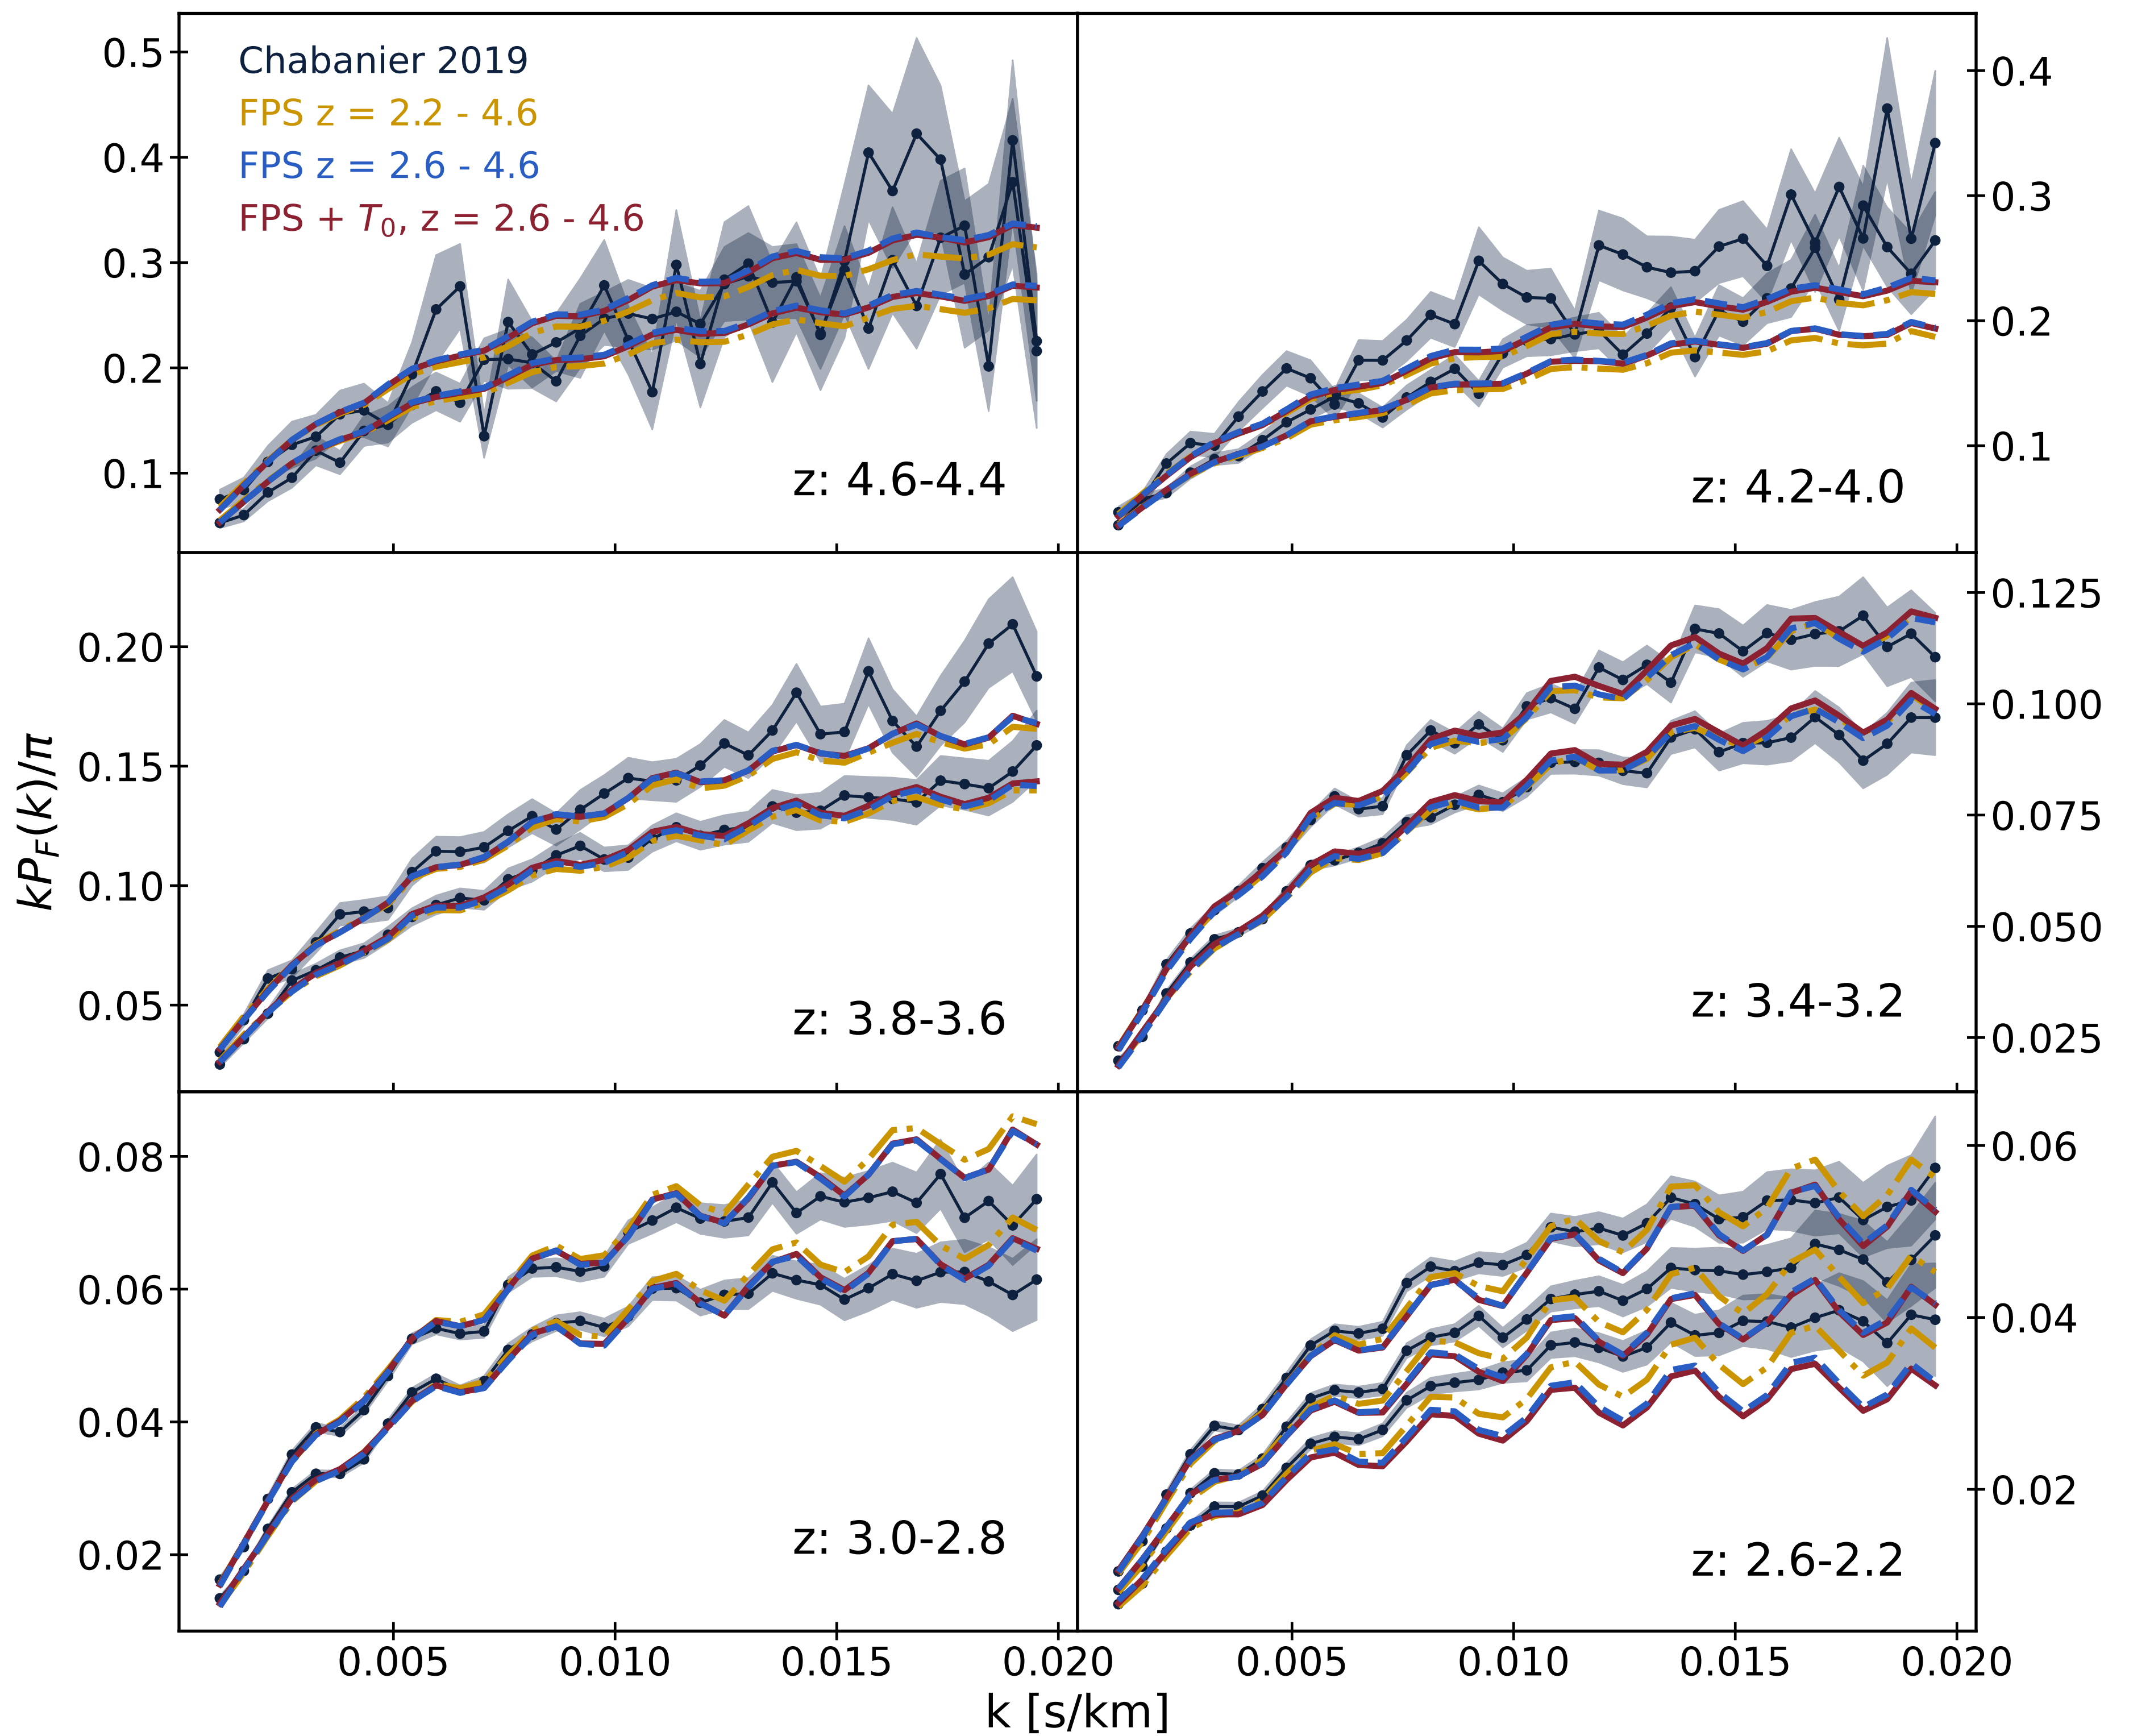 Chabanier 2019
FPS z = 2.2 - 4.6
FPS z = 2.6 - 4.6
FPS + T₀, z = 2.6 - 4.6
0.5
0.4
0.3
0.2
0.1
z: 4.6-4.4
0.4
0.3
0.2
0.1
z: 4.2-4.0
0.20
0.15
0.10
0.05
z: 3.8-3.6
0.125
0.100
0.075
0.050
0.025
z: 3.4-3.2
kP_F(k)/π
0.08
0.06
0.04
0.02
z: 3.0-2.8
0.06
0.04
0.02
z: 2.6-2.2
0.005 0.010 0.015 0.020 0.005 0.010 0.015 0.020
k [s/km]